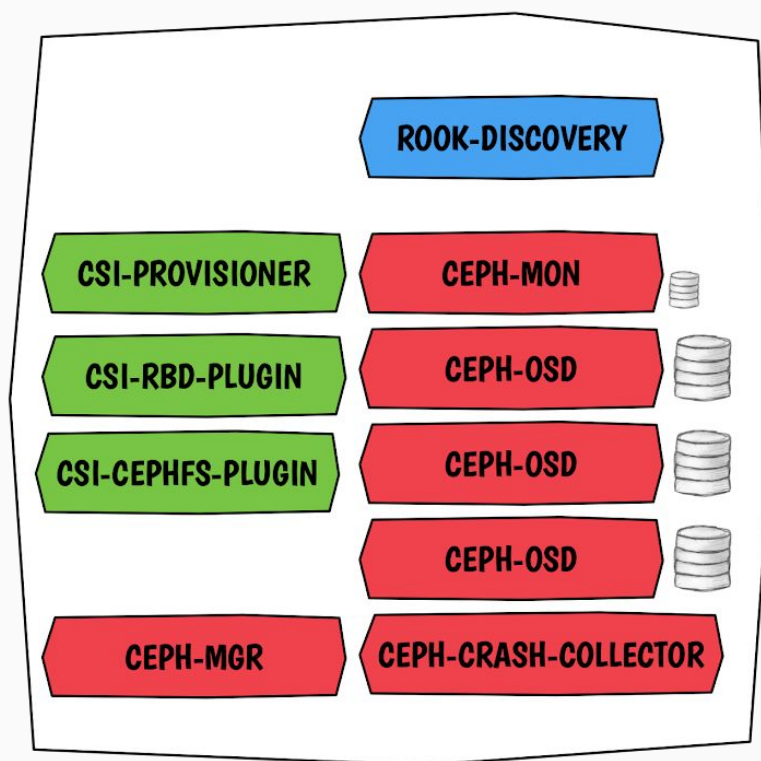 ROOK-DISCOVERY
CSI-PROVISIONER
CEPH-MON
CSI-RBD-PLUGIN
CEPH-OSD
CSI-CEPHFS-PLUGIN
CEPH-OSD
CEPH-OSD
CEPH-MGR
CEPH-CRASH-COLLECTOR